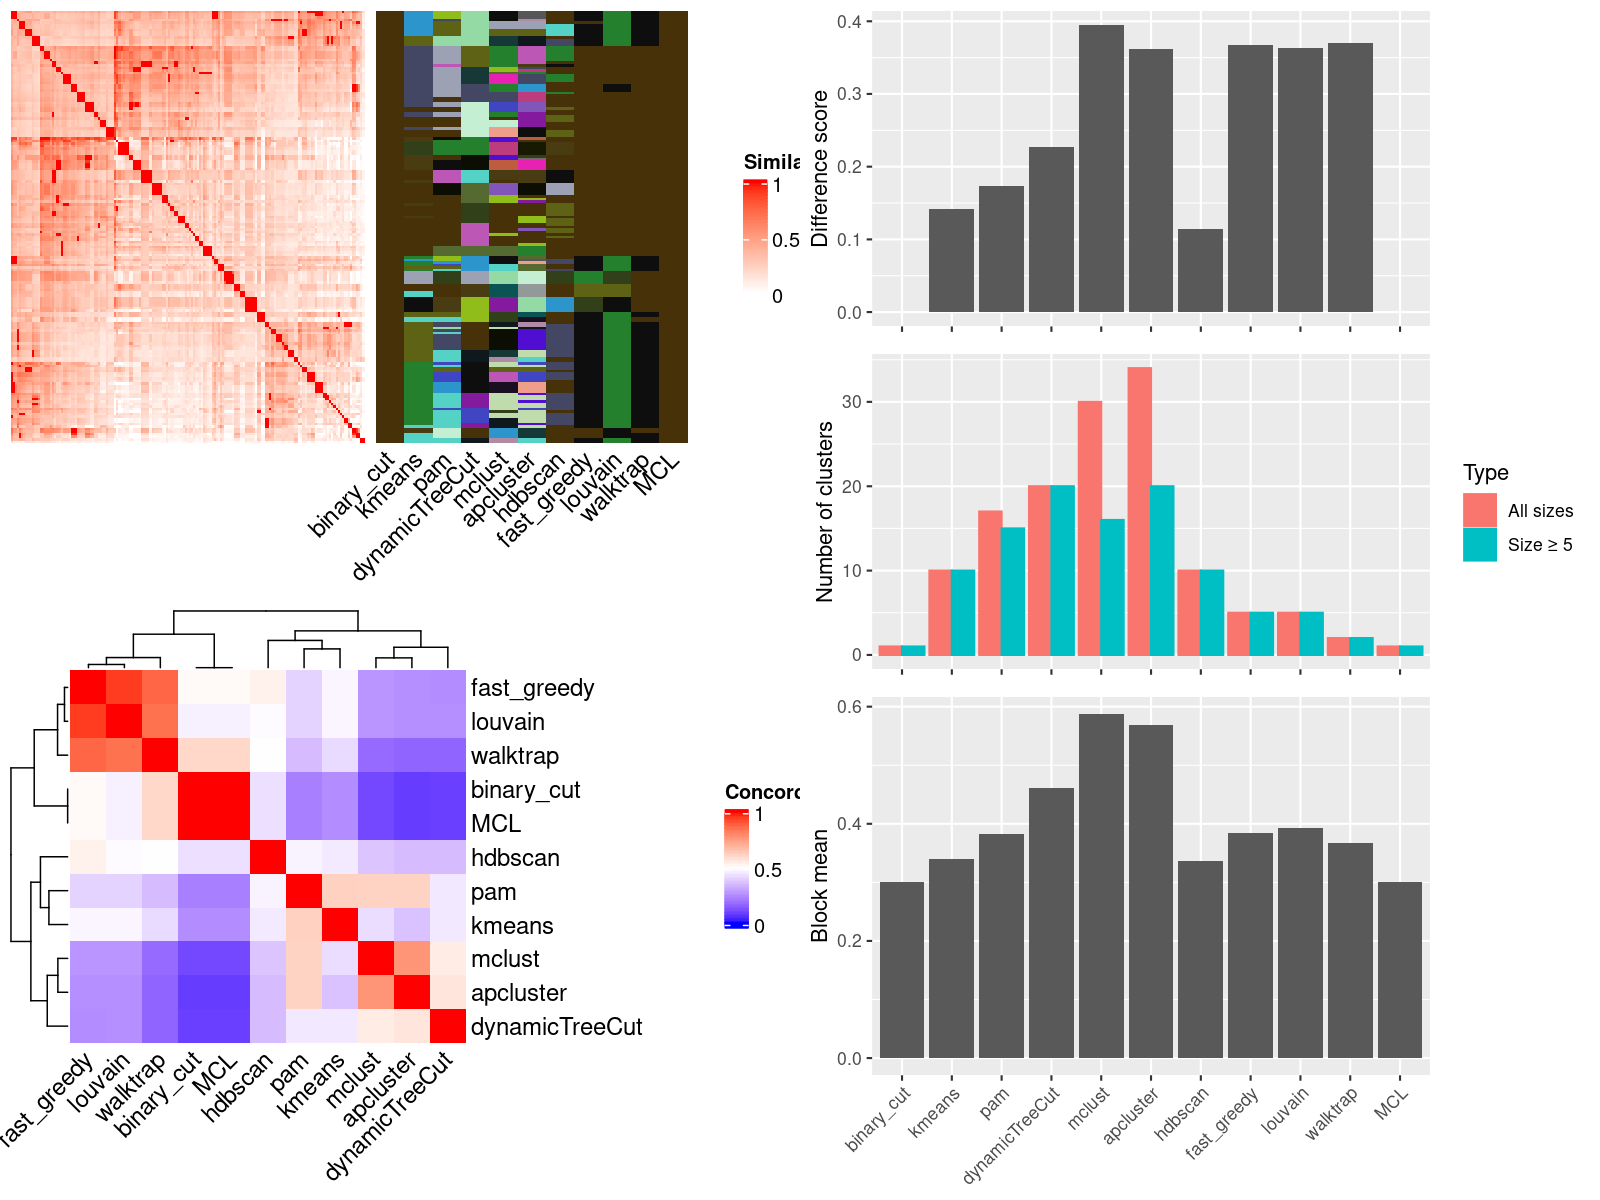 Simila
1
0.5
0
binary_cut
kmeans
pam
dynamicTreeCut
mclust
apcluster
hdbscan
fast_greedy
louvain
walktrap
MCL
fast_greedy
louvain
walktrap
binary_cut
MCL
hdbscan
pam
kmeans
mclust
apcluster
dynamicTreeCut
Concord
1
0.5
0
fast_greedy
louvain
walktrap
binary_cut
MCL
hdbscan
pam
kmeans
mclust
apcluster
dynamicTreeCut
Difference score
0.4
0.3
0.2
0.1
0.0
Number of clusters
30
20
10
0
Type
All sizes
Size ≥ 5
Block mean
0.6
0.4
0.2
0.0
binary_cut
kmeans
pam
dynamicTreeCut
mclust
apcluster
hdbscan
fast_greedy
louvain
walktrap
MCL